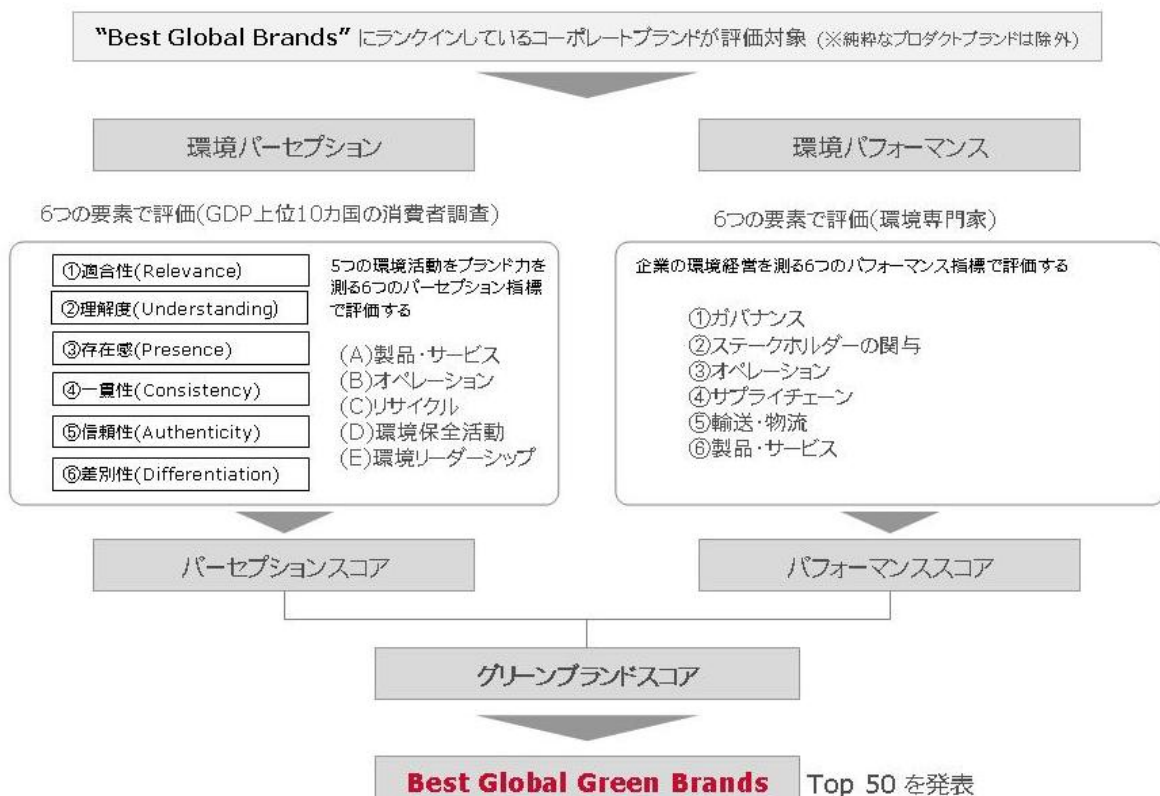 "Best Global Brands" にランクインしているコーポレートブランドが評価対象 (※純粋なプロダクトブランドは除外)
環境パーセプション
6つの要素で評価(GDP上位10カ国の消費者調査)
①適合性(Relevance)
②理解度(Understanding)
③存在感(Presence)
④一貫性(Consistency)
⑤信頼性(Authenticity)
⑥差別性(Differentiation)
5つの環境活動をブランド力を
測る6つのパーセプション指標
で評価する
(A)製品・サービス
(B)オペレーション
(C)リサイクル
(D)環境保全活動
(E)環境リーダーシップ
パーセプションスコア
環境パフォーマンス
6つの要素で評価(環境専門家)
企業の環境経営を測る6つのパフォーマンス指標で評価する
①ガバナンス
②ステークホルダーの関与
③オペレーション
④サプライチェーン
⑤輸送・物流
⑥製品・サービス
パフォーマンススコア
グリーンブランドスコア
Best Global Green Brands Top 50 を発表